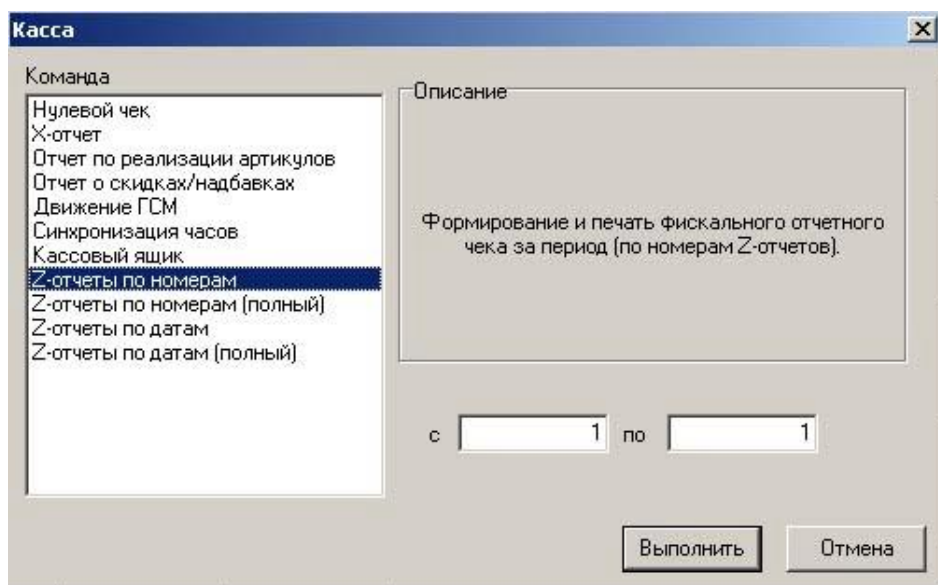 Касса
Команда
Нулевой чек
X-отчет
Отчет по реализации артикулов
Отчет о скидках/надбавках
Движение ГСМ
Синхронизация часов
Кассовый ящик
Z-отчеты по номерам
Z-отчеты по номерам (полный)
Z-отчеты по датам
Z-отчеты по датам (полный)
Описание
Формирование и печать фискального отчетного
чека за период (по номерам Z-отчетов).
с 1 по 1
Выполнить Отмена